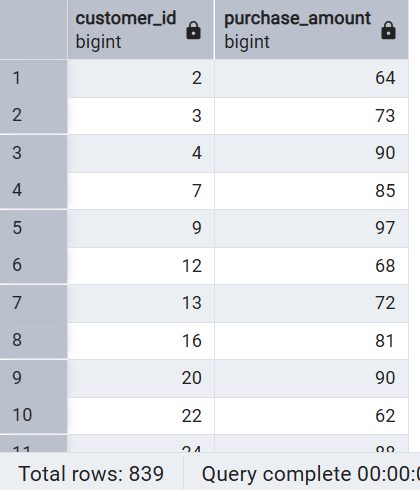 customer_id purchase_amount
bigint bigint
1 2 64
2 3 73
3 4 90
4 7 85
5 9 97
6 12 68
7 13 72
8 16 81
9 20 90
10 22 62
11 24 88
Total rows: 839 Query complete 00:00:0